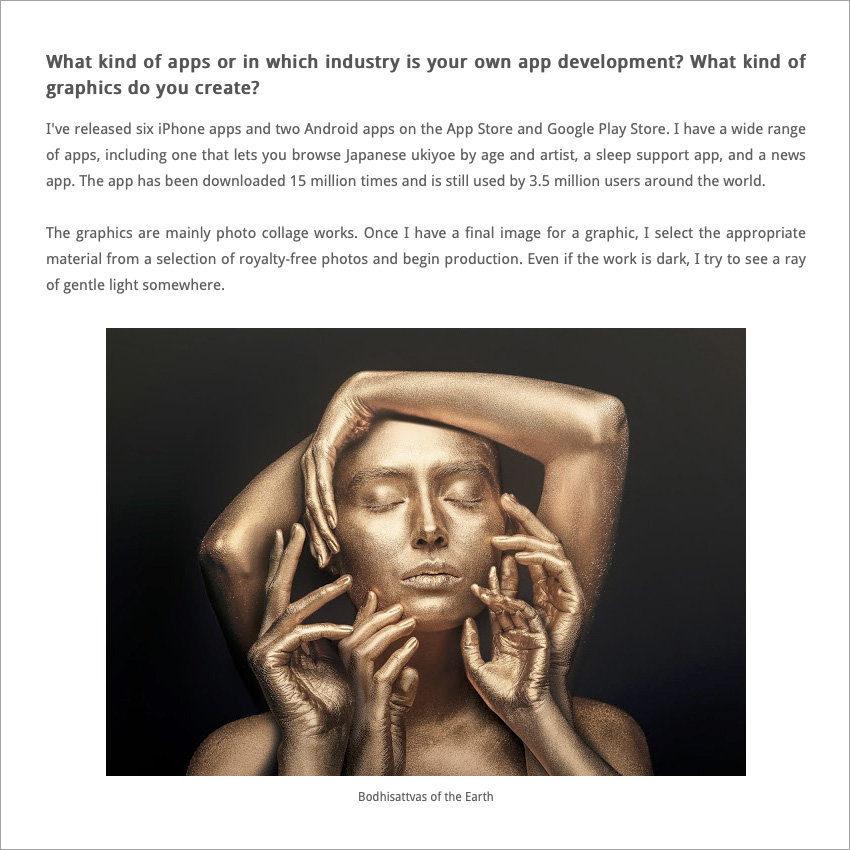 What kind of apps or in which industry is your own app development? What kind of
graphics do you create?
I've released six iPhone apps and two Android apps on the App Store and Google Play Store. I have a wide range
of apps, including one that lets you browse Japanese ukiyoe by age and artist, a sleep support app, and a news
app. The app has been downloaded 15 million times and is still used by 3.5 million users around the world.
The graphics are mainly photo collage works. Once I have a final image for a graphic, I select the appropriate
material from a selection of royalty-free photos and begin production. Even if the work is dark, I try to see a ray
of gentle light somewhere.
Bodhisattvas of the Earth